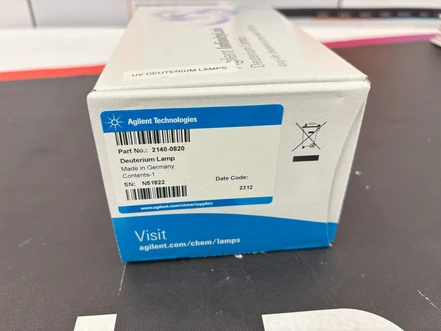 UV DEUTERIUM LAMPS
Agilent Technologies
Part No.: 2140-0820
Deuterium Lamp
Made in Germany
Contents-1
SN: N51822
Date Code:
2312
www.agilent.com/chem/supplies
Visit
agilent.com/chem/lamps